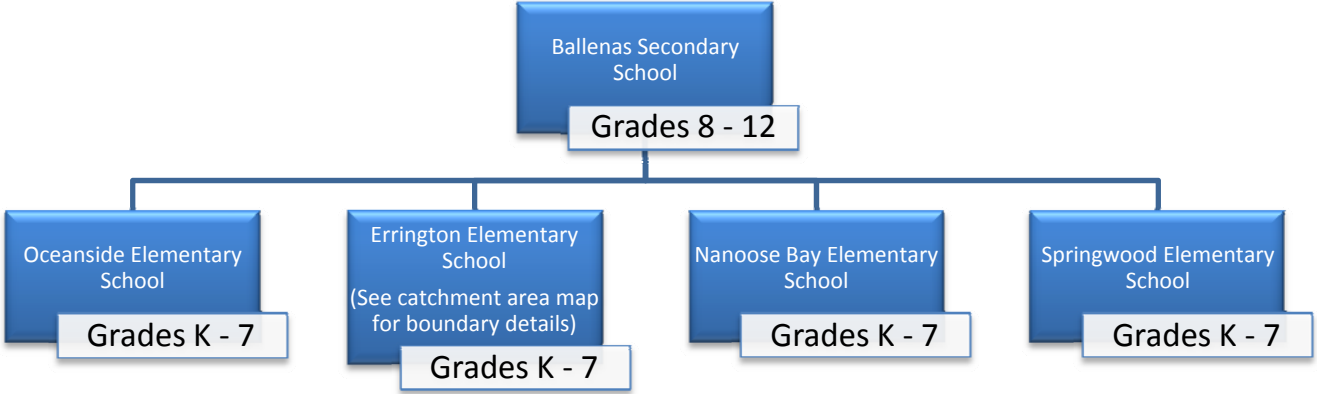 Ballenas Secondary
School
Grades 8 - 12
Oceanside Elementary
School
Grades K - 7
Errington Elementary
School
(See catchment area map
for boundary details)
Grades K - 7
Nanoose Bay Elementary
School
Grades K - 7
Springwood Elementary
School
Grades K - 7